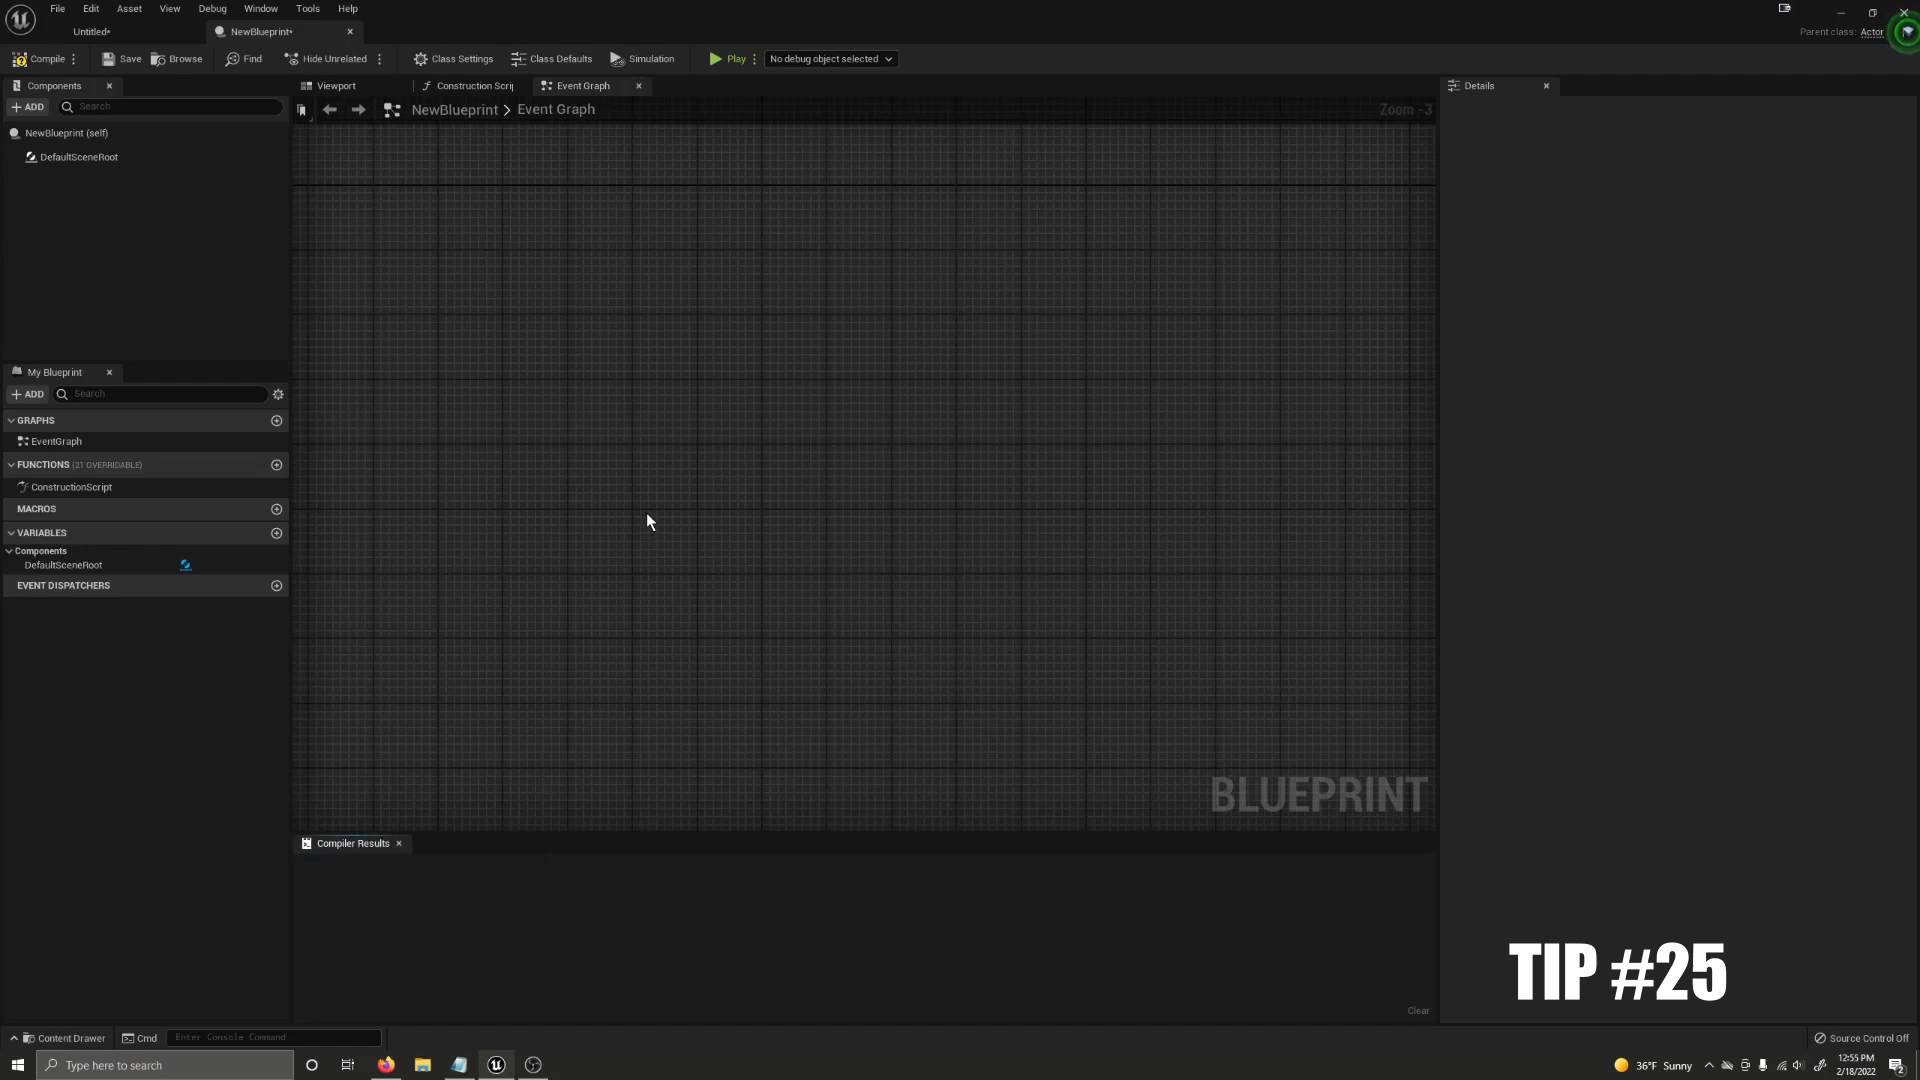 File Edit Asset View Debug Window Tools Help
Untitled*
NewBlueprint*
Parent class: Actor
Compile
Save
Browse
Find
Hide Unrelated
Class Settings
Class Defaults
Simulation
Play
No debug object selected
Components
Viewport
Construction Scrip
Event Graph
Details
ADD
Search
NewBlueprint > Event Graph
Zoom -3
NewBlueprint (self)
DefaultSceneRoot
My Blueprint
ADD
Search
GRAPHS
EventGraph
FUNCTIONS (21 OVERRIDABLE)
ConstructionScript
MACROS
VARIABLES
Components
DefaultSceneRoot
EVENT DISPATCHERS
BLUEPRINT
Compiler Results
TIP #25
Clear
Content Drawer
Cmd
Enter Console Command
Source Control Off
Type here to search
36°F Sunny
12:55 PM
2/18/2022
2